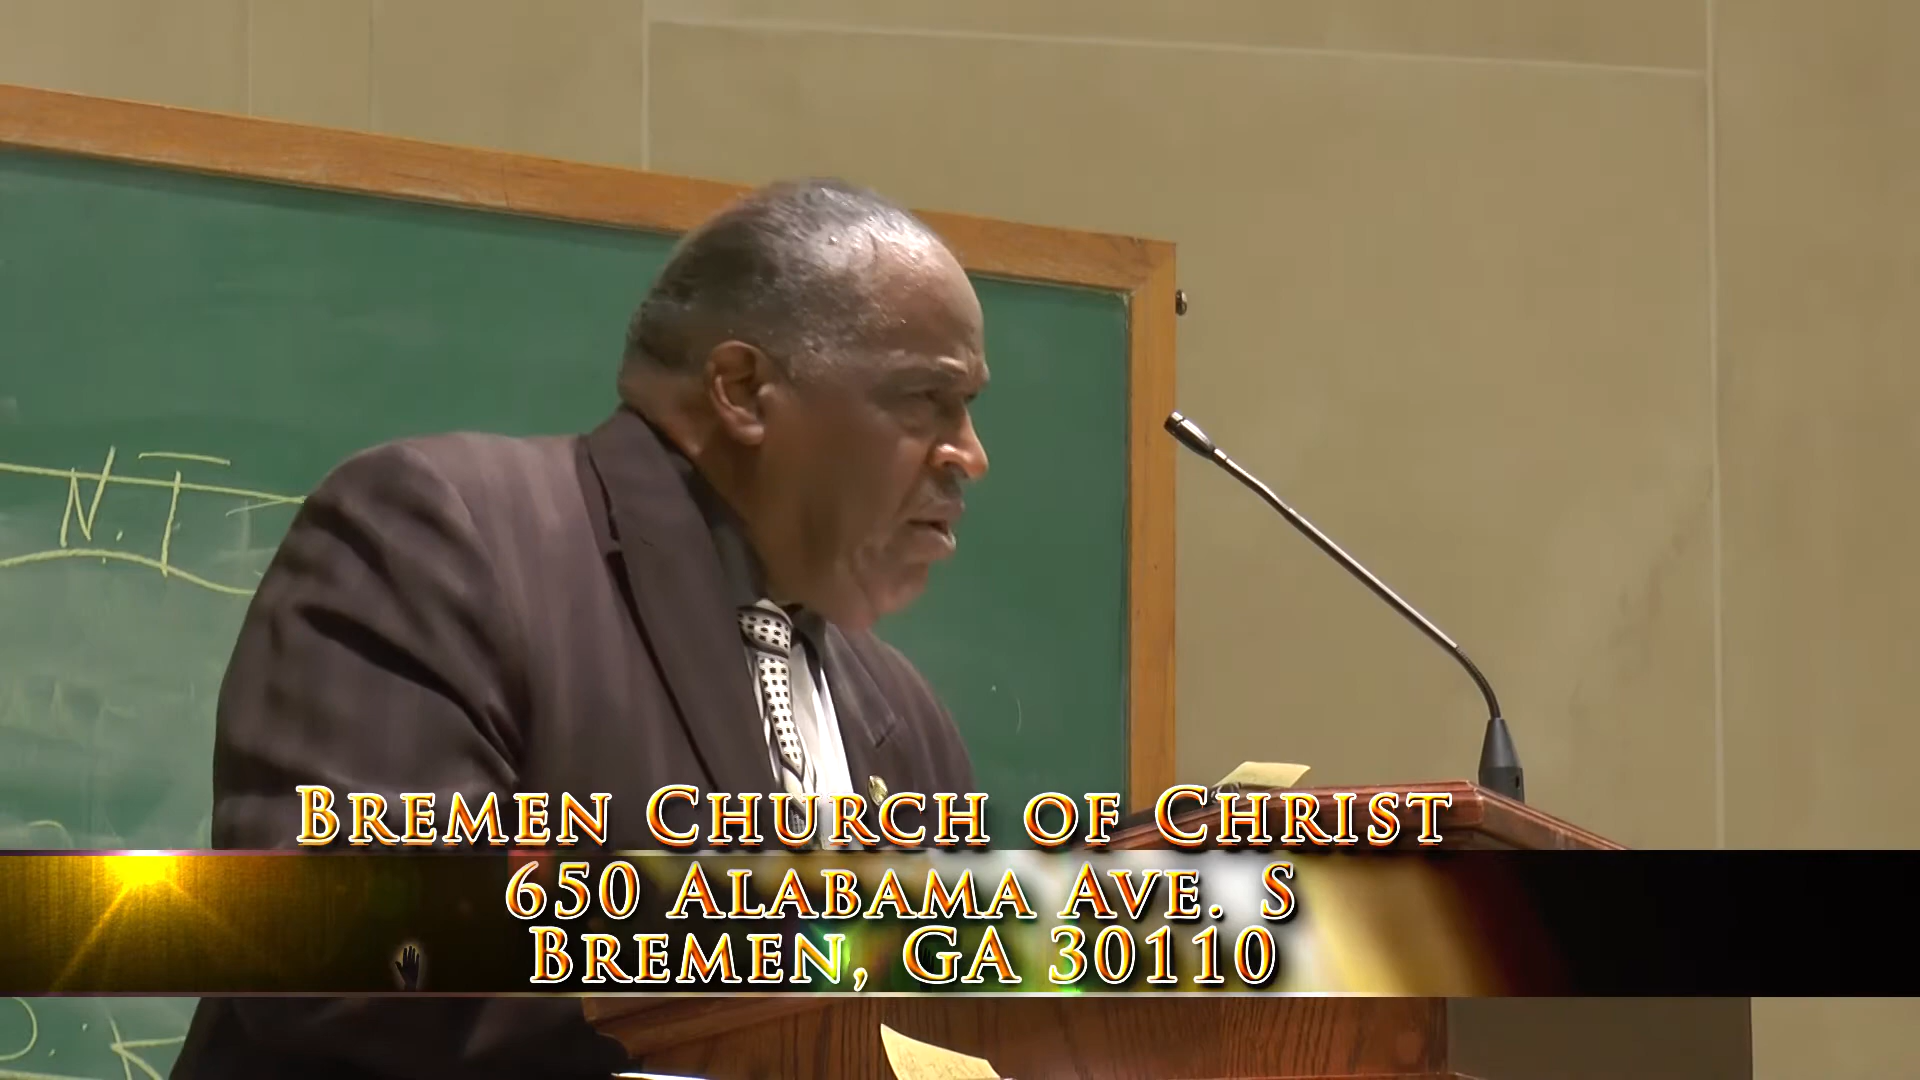 N.T
Bremen Church of Christ
650 Alabama Ave. S
Bremen, GA 30110